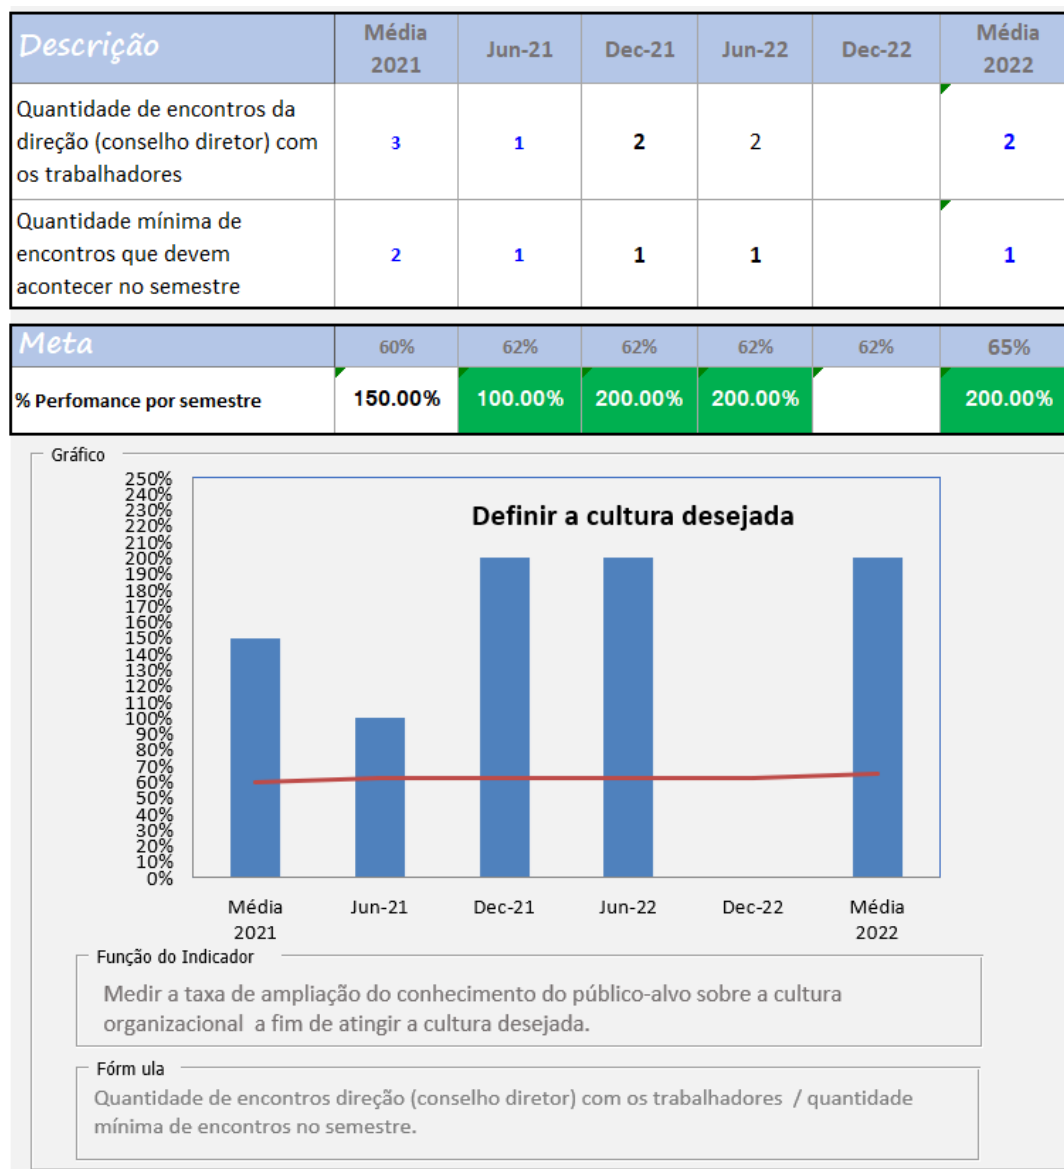 Descrição Média 2021 Jun-21 Dec-21 Jun-22 Dec-22 Média 2022
Quantidade de encontros da
direção (conselho diretor) com
os trabalhadores
3 1 2 2 2
Quantidade mínima de
encontros que devem
acontecer no semestre
2 1 1 1 1
Meta 60% 62% 62% 62% 62% 65%
% Perfomance por semestre 150.00% 100.00% 200.00% 200.00% 200.00%
Gráfico
Definir a cultura desejada
250%
240%
230%
220%
210%
200%
190%
180%
170%
160%
150%
140%
130%
120%
110%
100%
90%
80%
70%
60%
50%
40%
30%
20%
10%
0%
Média 2021 Jun-21 Dec-21 Jun-22 Dec-22 Média 2022
Função do Indicador
Medir a taxa de ampliação do conhecimento do público-alvo sobre a cultura
organizacional a fim de atingir a cultura desejada.
Fórm ula
Quantidade de encontros direção (conselho diretor) com os trabalhadores / quantidade
mínima de encontros no semestre.